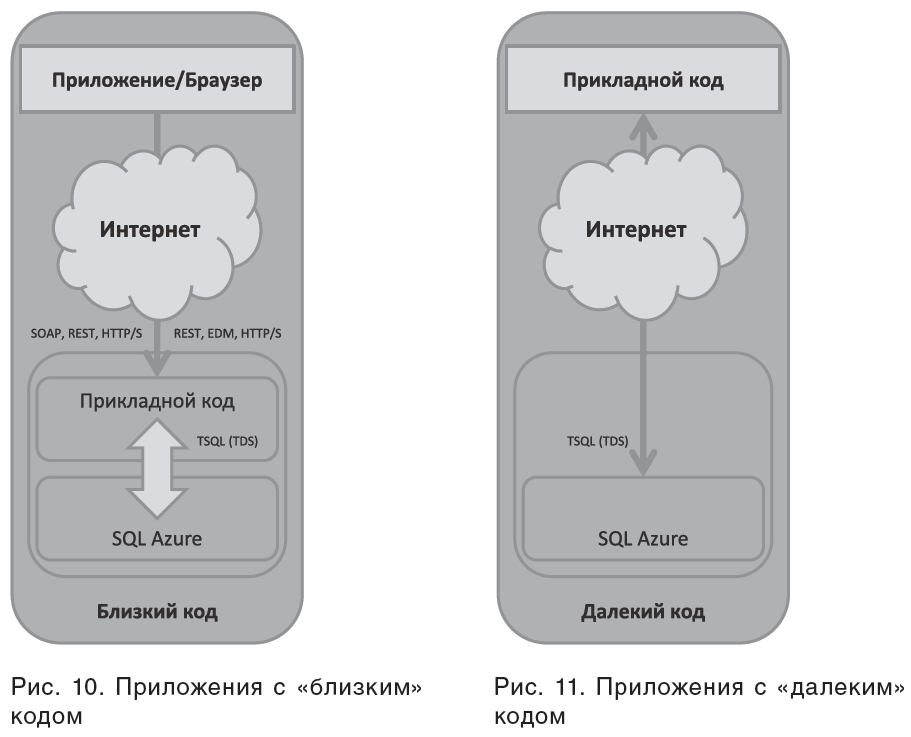 Приложение/Браузер
Интернет
SOAP, REST, HTTP/S
REST, EDM, HTTP/S
Прикладной код
TSQL (TDS)
SQL Azure
Близкий код
Рис. 10. Приложения с «близким»
кодом
Прикладной код
Интернет
TSQL (TDS)
SQL Azure
Далекий код
Рис. 11. Приложения с «далеким»
кодом